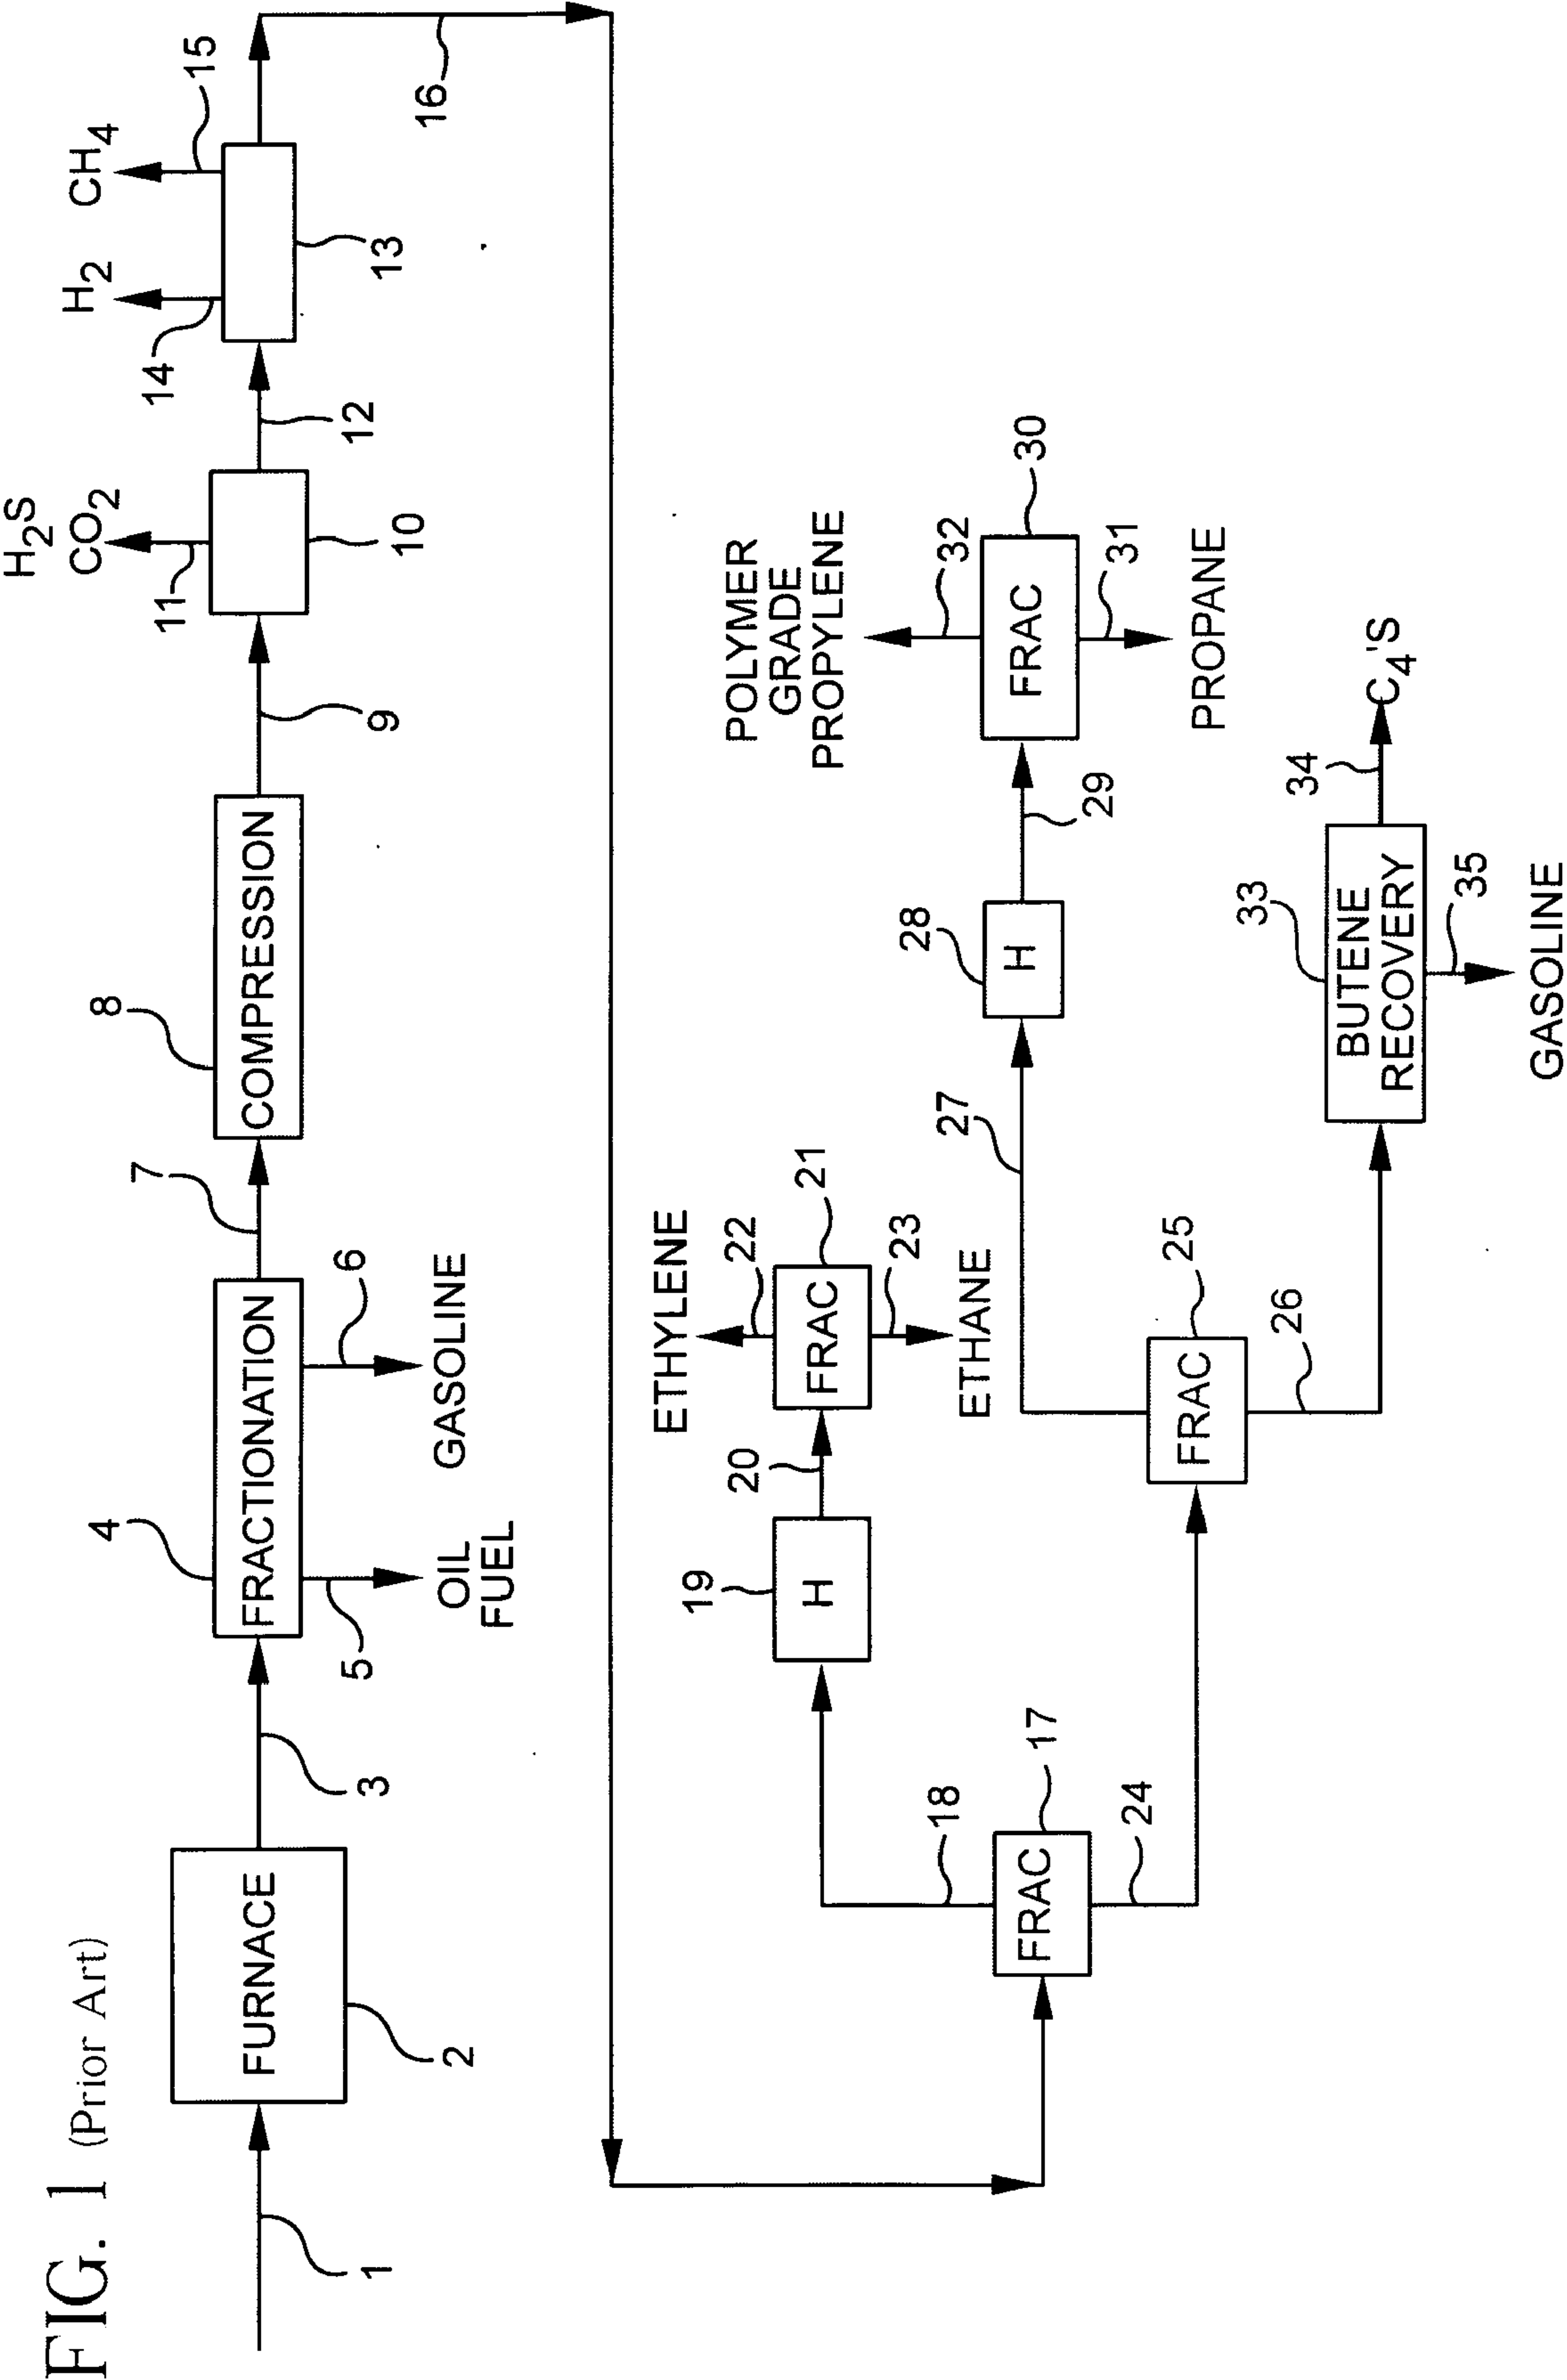 FIG. 1 (Prior Art)
1
FURNACE
2
3
4
FRACTIONATION
5
OIL
FUEL
6
GASOLINE
7
8
COMPRESSION
9
H2S
CO2
11
10
12
H2
14
CH4
15
13
16
FRAC
17
18
24
19
H
20
ETHYLENE
22
FRAC
21
23
ETHANE
FRAC
25
26
27
28
H
29
POLYMER
GRADE
PROPYLENE
32
FRAC
30
31
PROPANE
33
BUTENE
RECOVERY
34
C4'S
35
GASOLINE